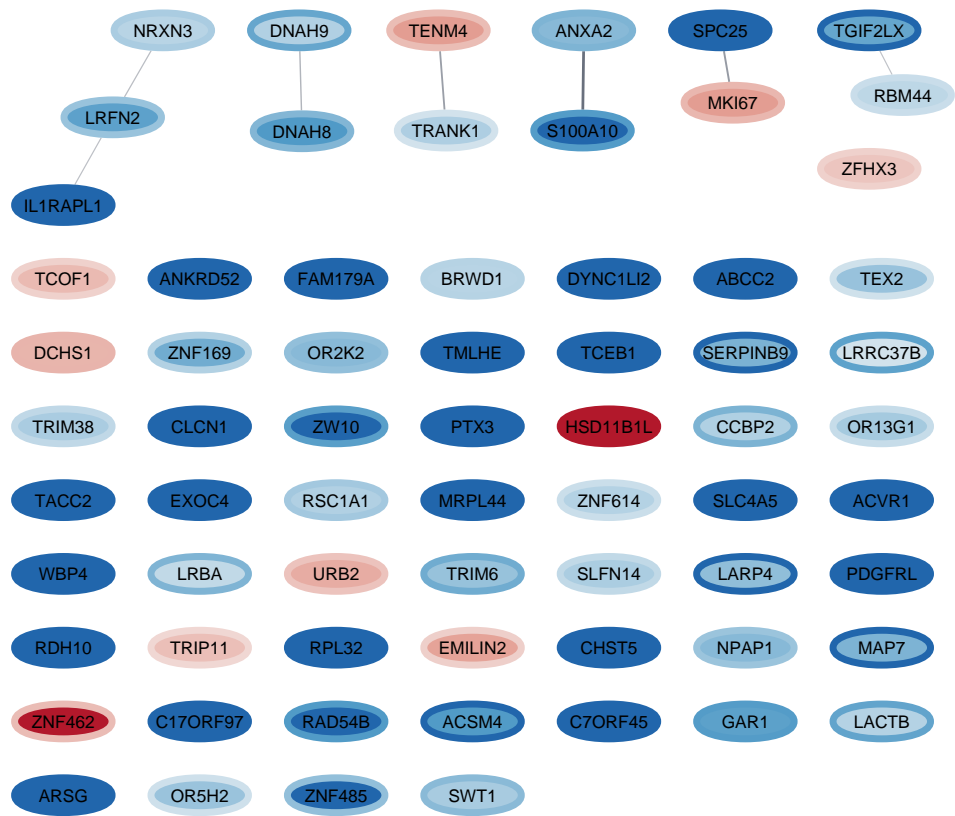 NRXN3 DNAH9 TENM4 ANXA2 SPC25 TGIF2LX
RBM44
MKI67
LRFN2 DNAH8 TRANK1 S100A10
ZFHX3
IL1RAPL1
TCOF1 ANKRD52 FAM179A BRWD1 DYNC1LI2 ABCC2 TEX2
DCHS1 ZNF169 OR2K2 TMLHE TCEB1 SERPINB9 LRRC37B
TRIM38 CLCN1 ZW10 PTX3 HSD11B1L CCBP2 OR13G1
TACC2 EXOC4 RSC1A1 MRPL44 ZNF614 SLC4A5 ACVR1
WBP4 LRBA URB2 TRIM6 SLFN14 LARP4 PDGFRL
RDH10 TRIP11 RPL32 EMILIN2 CHST5 NPAP1 MAP7
ZNF462 C17ORF97 RAD54B ACSM4 C7ORF45 GAR1 LACTB
ARSG OR5H2 ZNF485 SWT1